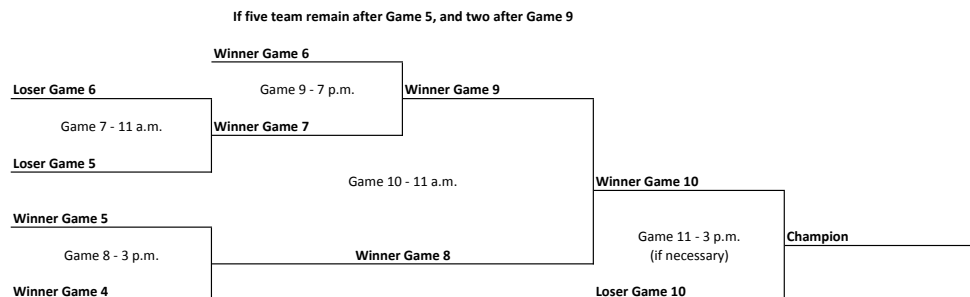 If five team remain after Game 5, and two after Game 9
Winner Game 6
Loser Game 6
Game 9 - 7 p.m.
Winner Game 9
Game 7 - 11 a.m.
Winner Game 7
Loser Game 5
Game 10 - 11 a.m.
Winner Game 10
Winner Game 5
Game 11 - 3 p.m.
Champion
Game 8 - 3 p.m.
Winner Game 8
(if necessary)
Winner Game 4
Loser Game 10